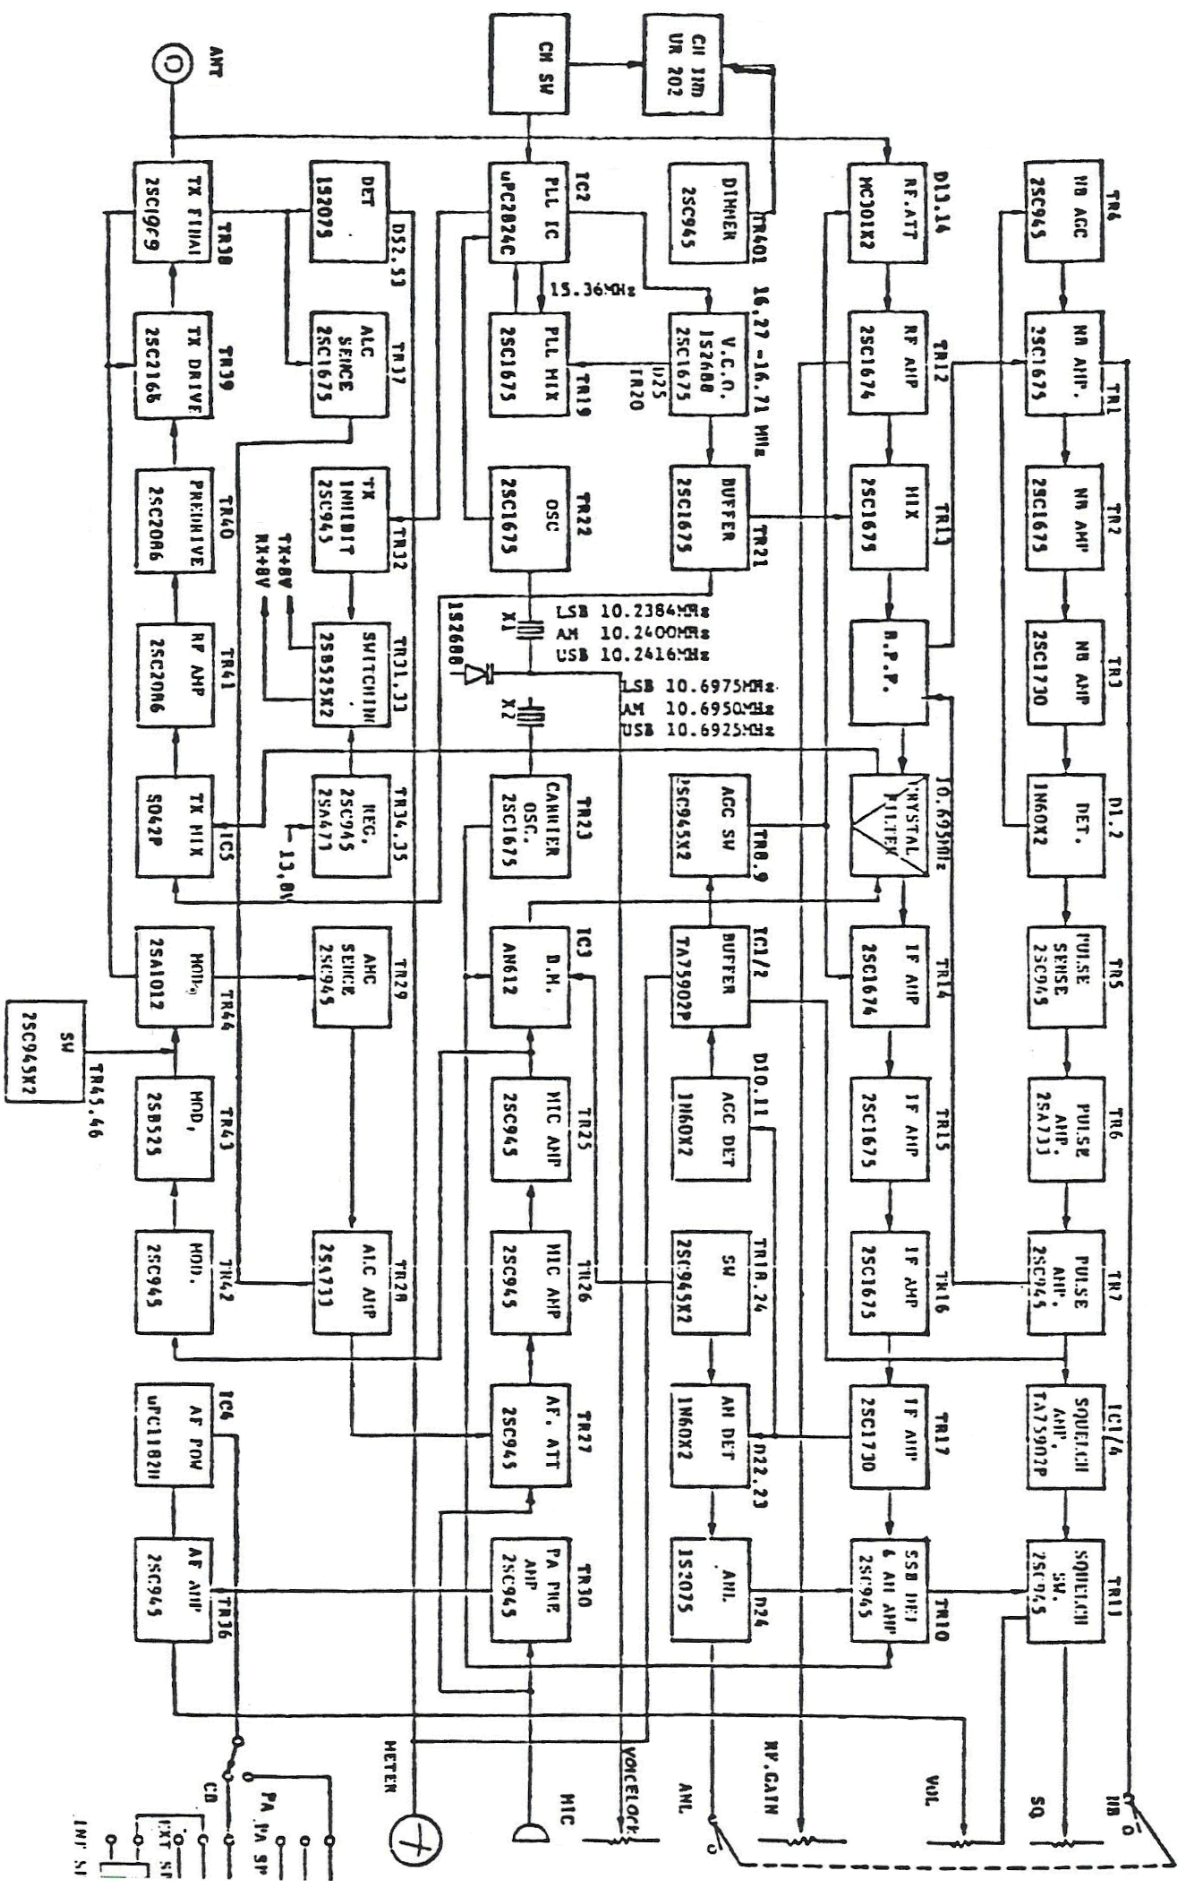 TR4
NB AGC
2SC945
TR1
NB AMP.
2SC1675
TR2
NB AMP
2SC1675
TR3
NB AMP
2SC1730
D1.2
DET.
1N60X2
TR5
PULSE
SENSE
2SC945
TR6
PULSE
AMP.
2SA733
TR7
PULSE
AMP.
2SC945
IC1/4
SQUELCH
AMP.
TA75902P
TR11
SQUELCH
SW.
2SC945
NB
SQ
VOL
D13.14
RF.ATT
MC301X2
TR12
RF AMP
2SC1674
TR13
MIX
2SC1675
B.P.F.
10.695MHz
CRYSTAL
FILTER
TR14
IF AMP
2SC1674
TR15
IF AMP
2SC1675
TR16
IF AMP
2SC1675
TR17
IF AMP
2SC1730
SSB DET
& AM AMP
2SC945
TR10
RF.GAIN
CH IND
UR 202
DIMMER
2SC945
TR401
16.27 -16.71 MHz
V.C.O.
1S2688
2SC1675
D25
TR20
BUFFER
2SC1675
TR21
AGC SW
2SC945X2
TR8.9
IC1/2
BUFFER
TA75902P
D10.11
AGC DET
1N60X2
TR18.24
SW
2SC945X2
AM DET
1N60X2
D22.23
ANL
1S2075
D24
ANL
VOICELOCK
LSB 10.2384MHz
AM 10.2400MHz
USB 10.2416MHz
LSB 10.6975MHz
AM 10.6950MHz
USB 10.6925MHz
CH SW
IC2
PLL IC
uPC2824C
15.36MHz
PLL MIX
2SC1675
TR19
TR22
OSC
2SC1675
X1
1S2688
X2
TR23
CARRIER
OSC.
2SC1675
IC3
B.M.
AN612
TR25
MIC AMP
2SC945
TR26
MIC AMP
2SC945
TR27
AF. ATT
2SC945
TR30
PA PRE
AMP
2SC945
MIC
METER
D52.53
DET
1S2075
TR37
ALC
SENCE
2SC1675
TX
INHIBIT
2SC945
TR32
TX+8V
RX+8V
TR31.33
SWITCHING
2SB525X2
TR34.35
REG.
2SC945
2SA473
13.8V
TR29
AMC
SENCE
2SC945
TR28
ALC AMP
2SA733
ANT
TX FINAL
2SC1969
TR38
TX DRIVE
2SC2166
TR39
PREDRIVE
2SC2086
TR40
RF AMP
2SC2086
TR41
TX MIX
SO42P
IC5
MOD.
2SA1012
TR44
MOD,
2SB525
TR43
MOD.
2SC945
TR42
IC4
AF POW
uPC1182H
AF AMP
2SC945
TR36
SW
2SC945X2
TR45.46
CB
PA
PA SP
EXT SP